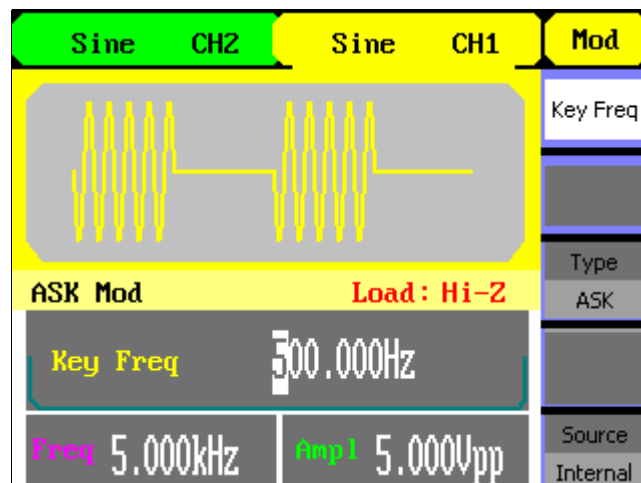 Sine CH2 Sine CH1 Mod
Key Freq
Type
ASK Mod Load: Hi-Z ASK
Key Freq 500.000Hz
Source
Freq 5.000kHz Ampl 5.000Vpp Internal